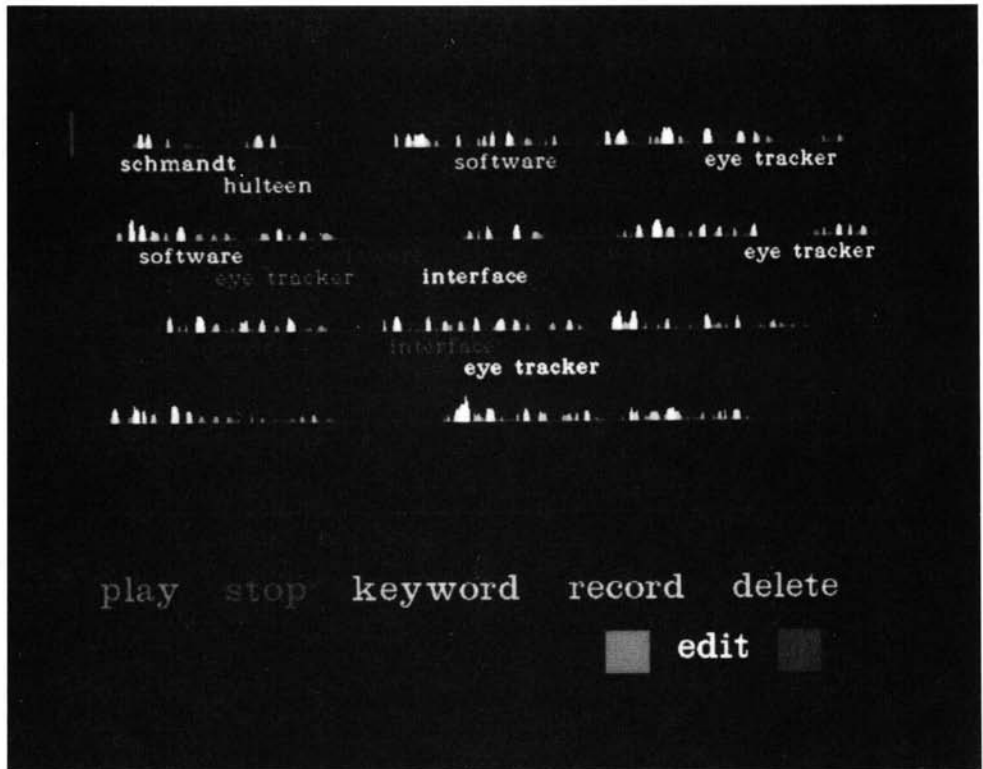 schmandt software eye tracker
hulteen
software eye tracker
eye tracker interface
interface
eye tracker
play stop keyword record delete
edit